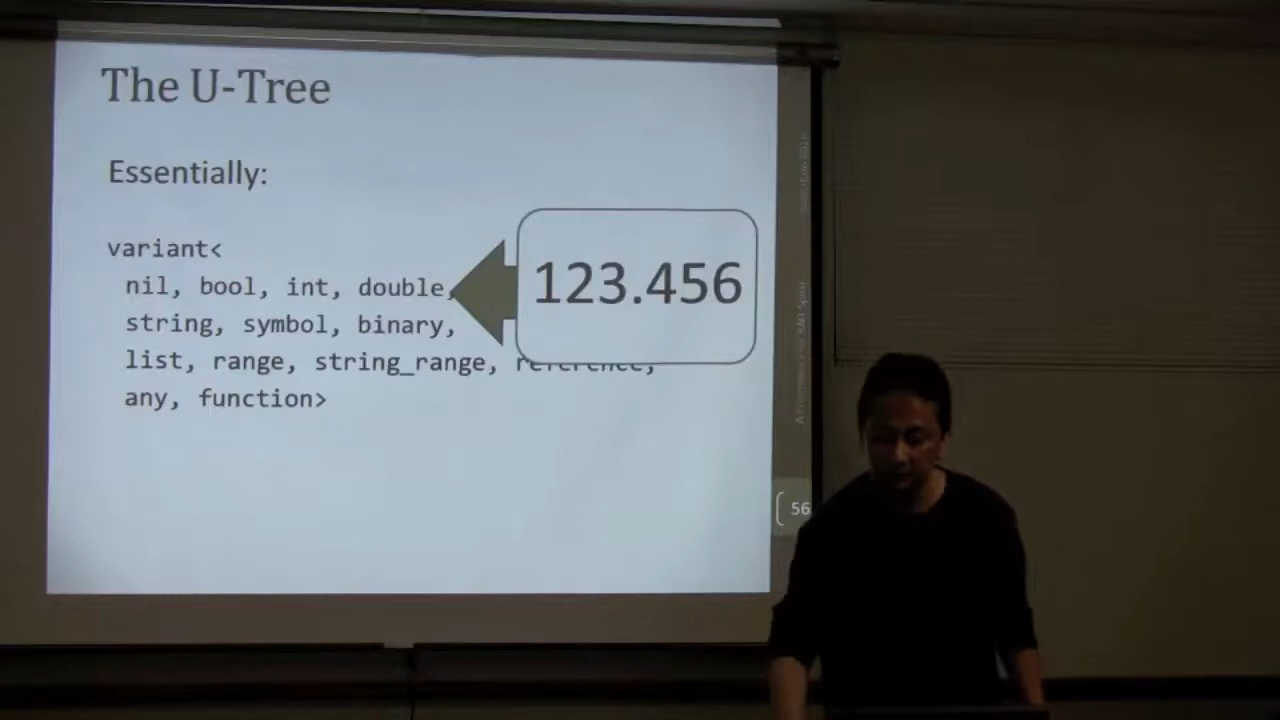 The U-Tree
Essentially:
variant<
nil, bool, int, double,
123.456
string, symbol, binary,
list, range, string_range, reference,
any, function>
56